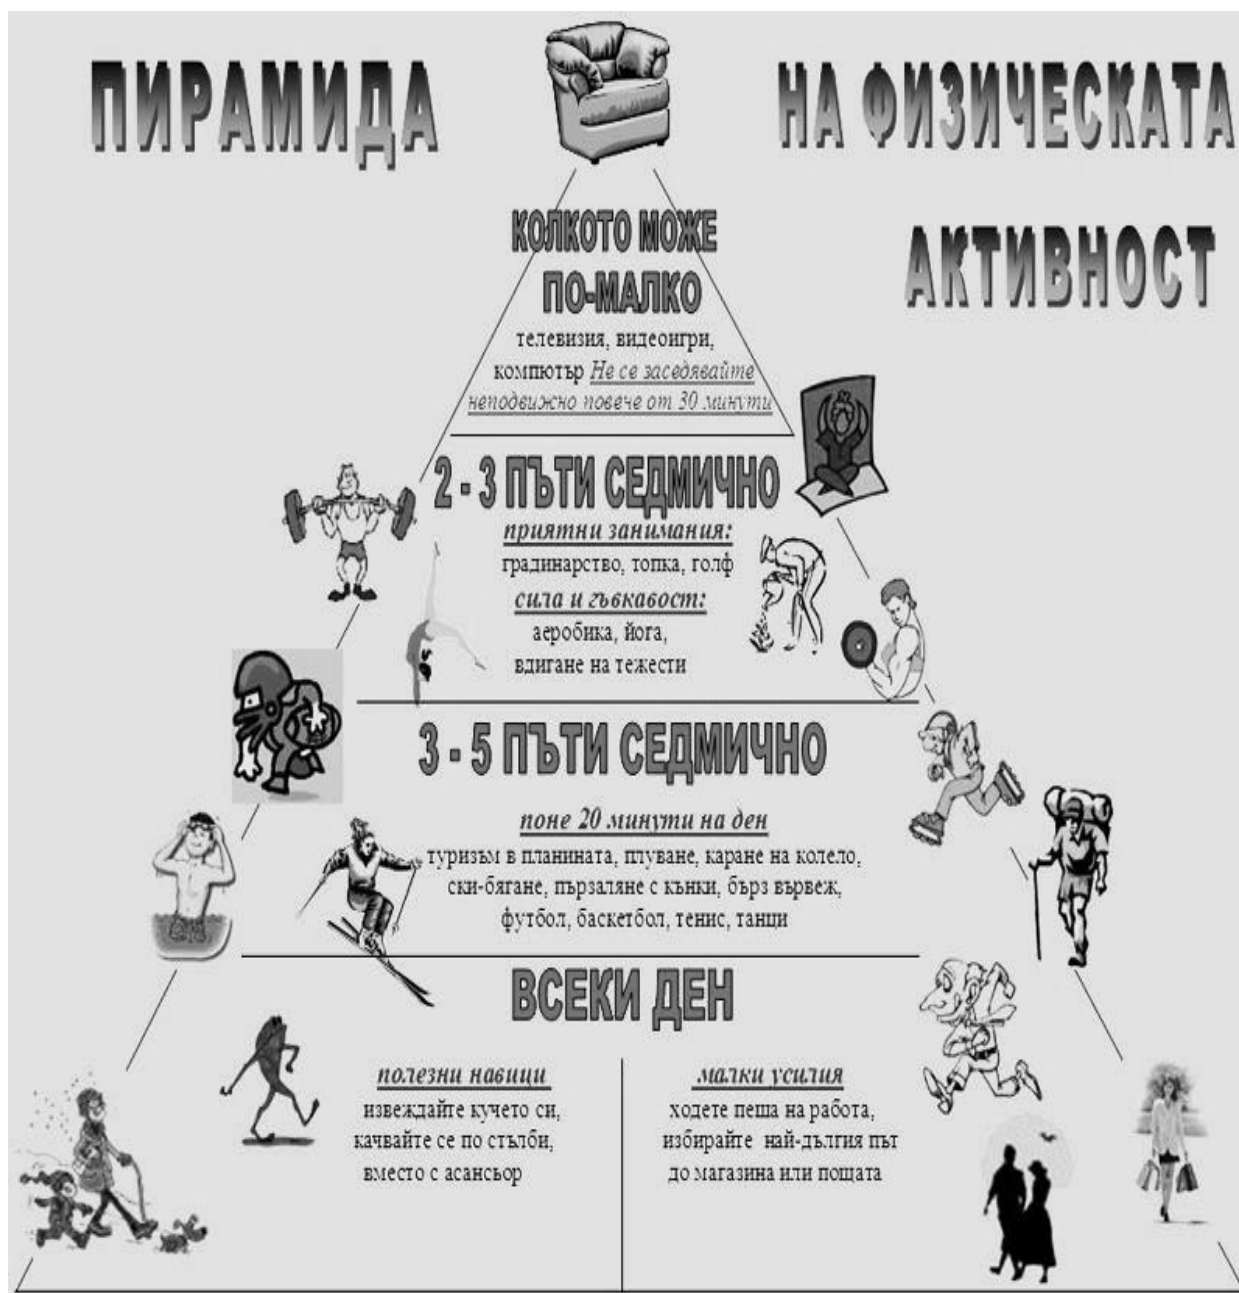 ПИРАМИДА
НА ФИЗИЧЕСКАТА
АКТИВНОСТ
КОЛКОТО МОЖЕ
ПО-МАЛКО
телевизия, видеоигри,
компютър Не се заседявайте
неподвижно повече от 30 минути
2 - 3 ПЪТИ СЕДМИЧНО
приятни занимания:
градинарство, топка, голф
сила и гъвкавост:
аеробика, йога,
вдигане на тежести
3 - 5 ПЪТИ СЕДМИЧНО
поне 20 минути на ден
туризъм в планината, плуване, каране на колело,
ски-бягане, пързаляне с кънки, бърз вървеж,
футбол, баскетбол, тенис, танци
ВСЕКИ ДЕН
полезни навици
извеждайте кучето си,
качвайте се по стълби,
вместо с асансьор
малки усилия
ходете пеша на работа,
избирайте най-дългия път
до магазина или пощата